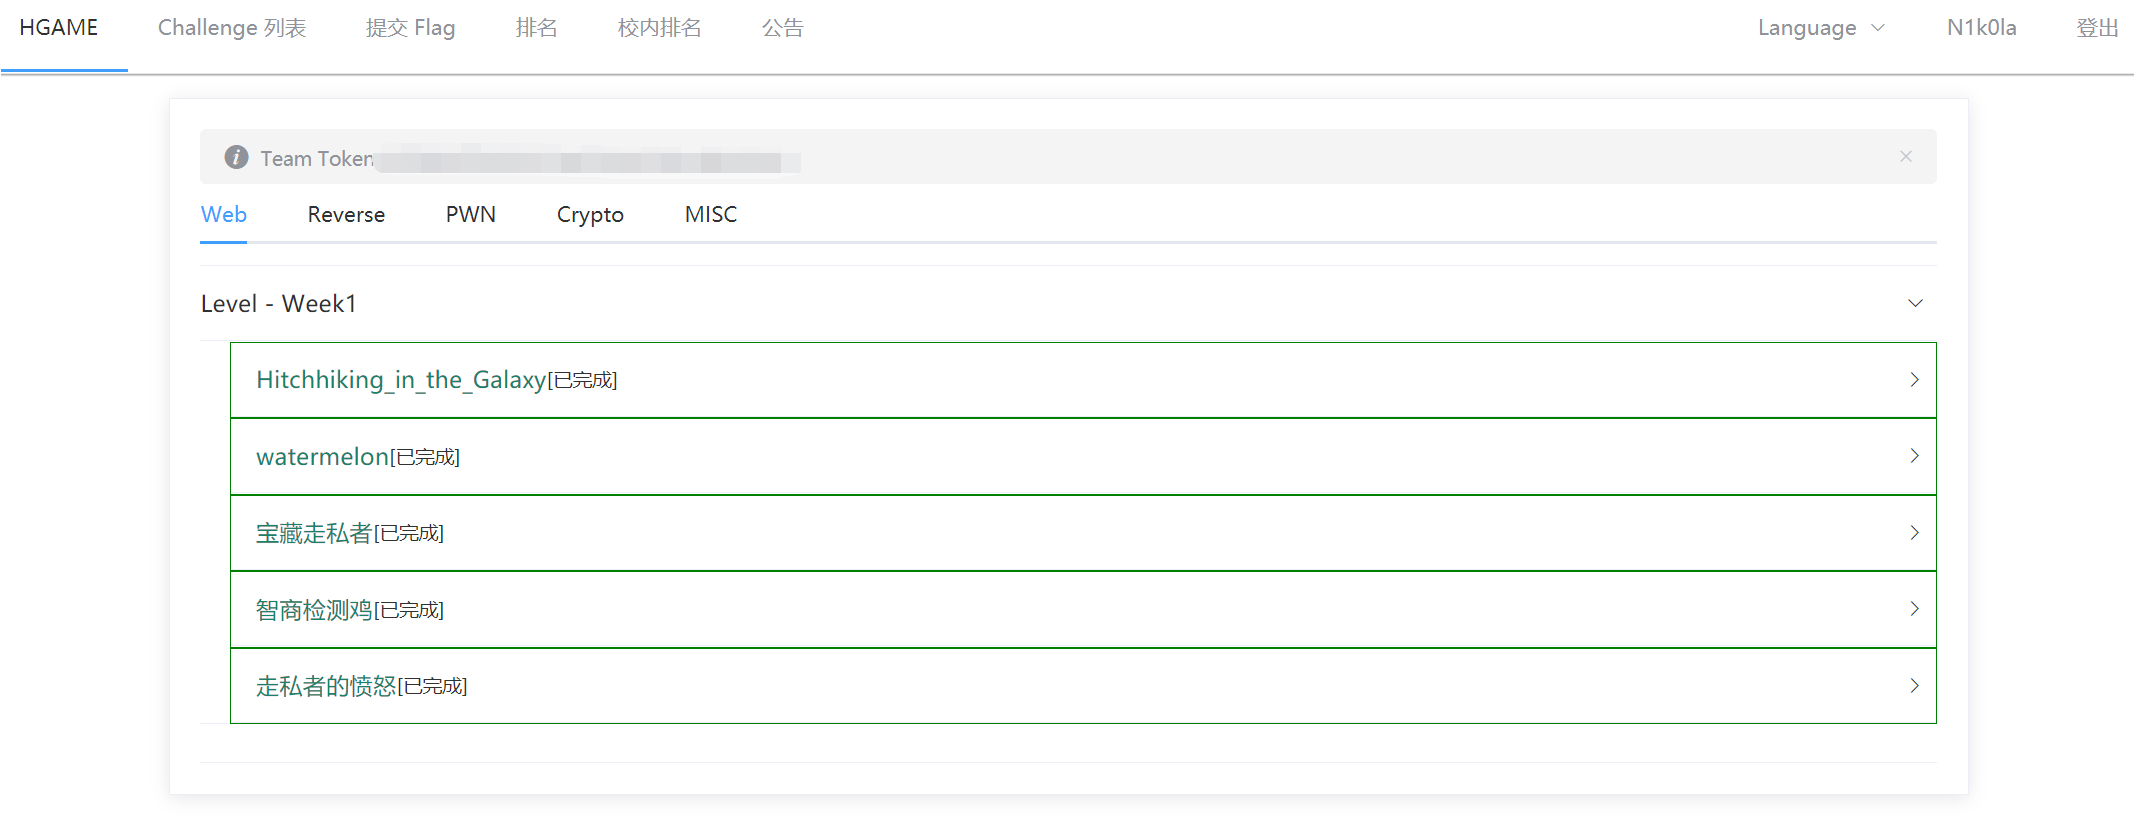 HGAME Challenge 列表 提交 Flag 排名 校内排名 公告 Language N1k0la 登出
Team Token
Web Reverse PWN Crypto MISC
Level - Week1
Hitchhiking_in_the_Galaxy[已完成]
watermelon[已完成]
宝藏走私者[已完成]
智商检测鸡[已完成]
走私者的愤怒[已完成]